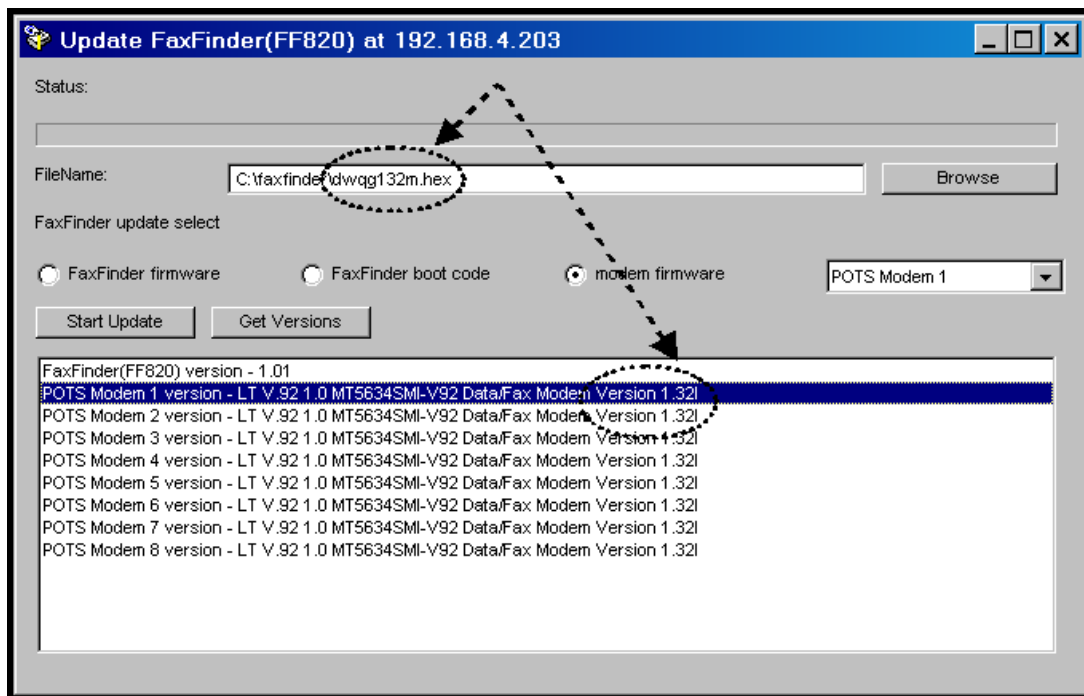 Update FaxFinder(FF820) at 192.168.4.203
Status:
FileName:
C:\faxfinder\dwqg132m.hex
Browse
FaxFinder update select
FaxFinder firmware
FaxFinder boot code
modem firmware
POTS Modem 1
Start Update
Get Versions
FaxFinder(FF820) version - 1.01
POTS Modem 1 version - LT V.92 1.0 MT5634SMI-V92 Data/Fax Modem Version 1.32l
POTS Modem 2 version - LT V.92 1.0 MT5634SMI-V92 Data/Fax Modem Version 1.32l
POTS Modem 3 version - LT V.92 1.0 MT5634SMI-V92 Data/Fax Modem Version 1.32l
POTS Modem 4 version - LT V.92 1.0 MT5634SMI-V92 Data/Fax Modem Version 1.32l
POTS Modem 5 version - LT V.92 1.0 MT5634SMI-V92 Data/Fax Modem Version 1.32l
POTS Modem 6 version - LT V.92 1.0 MT5634SMI-V92 Data/Fax Modem Version 1.32l
POTS Modem 7 version - LT V.92 1.0 MT5634SMI-V92 Data/Fax Modem Version 1.32l
POTS Modem 8 version - LT V.92 1.0 MT5634SMI-V92 Data/Fax Modem Version 1.32l